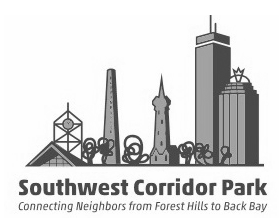 Southwest Corridor Park
Connecting Neighbors from Forest Hills to Back Bay